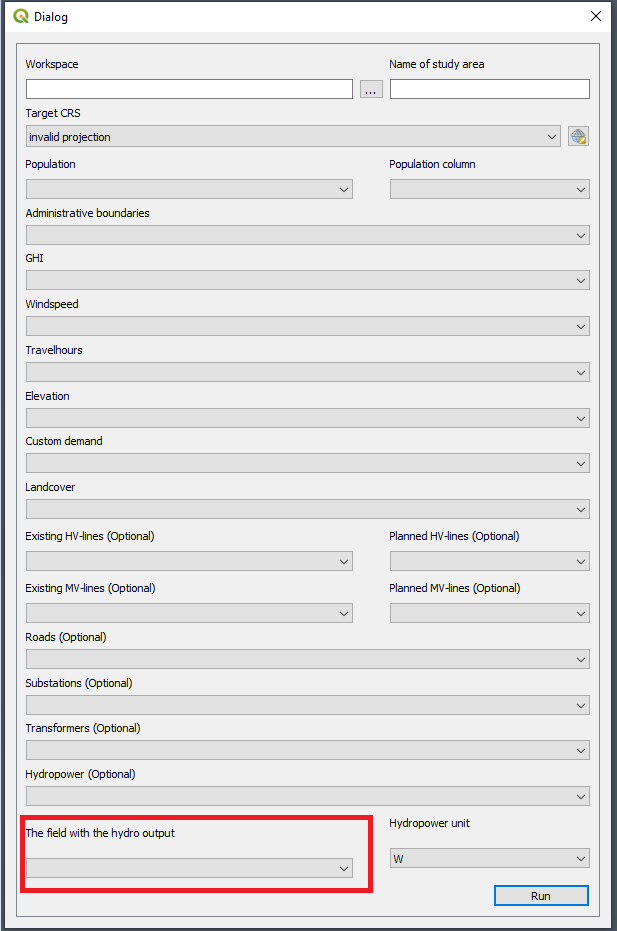 Dialog
Workspace
Name of study area
...
Target CRS
invalid projection
Population
Population column
Administrative boundaries
GHI
Windspeed
Travelhours
Elevation
Custom demand
Landcover
Existing HV-lines (Optional)
Planned HV-lines (Optional)
Existing MV-lines (Optional)
Planned MV-lines (Optional)
Roads (Optional)
Substations (Optional)
Transformers (Optional)
Hydropower (Optional)
The field with the hydro output
Hydropower unit
W
Run